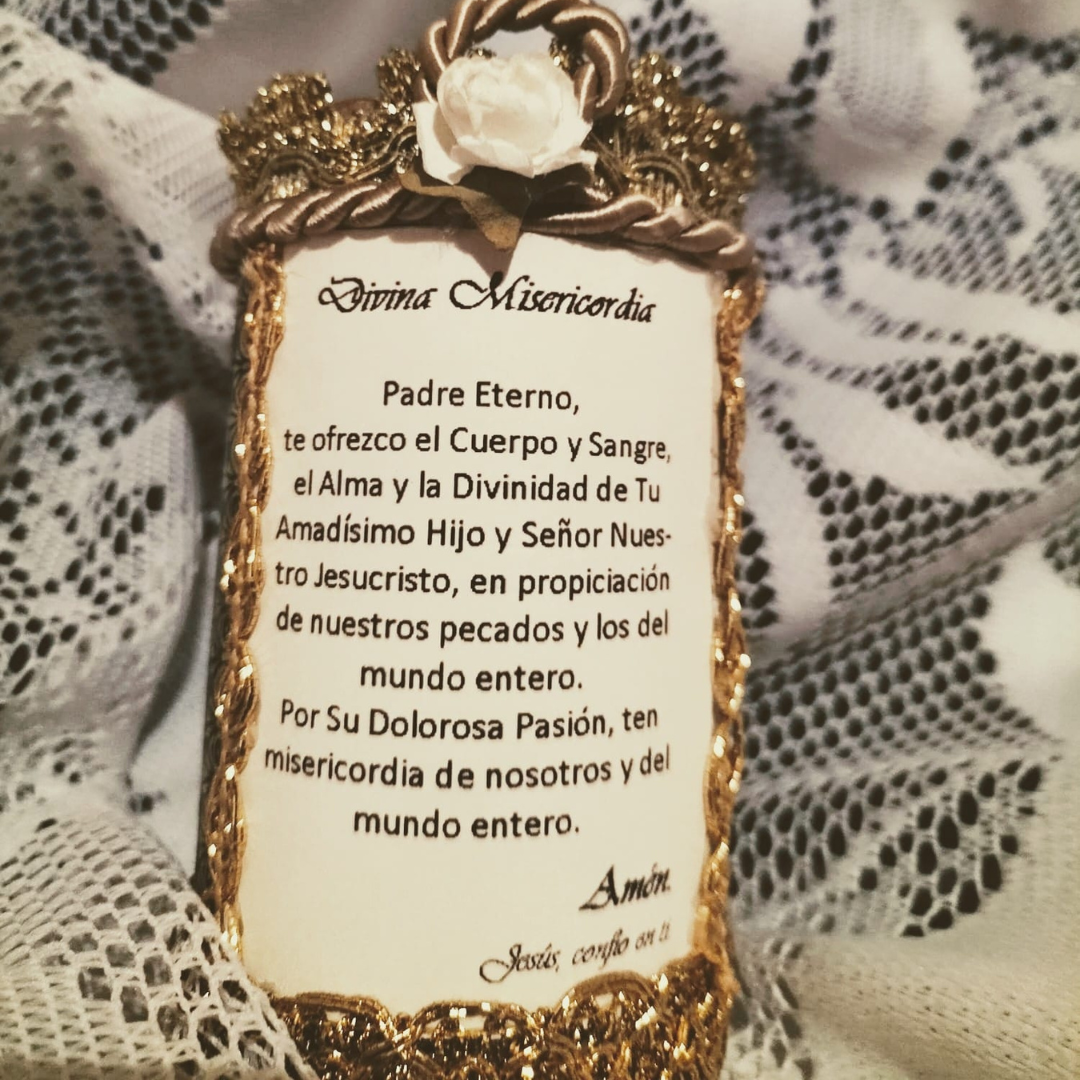 Divina Misericordia
Padre Eterno,
te ofrezco el Cuerpo y Sangre,
el Alma y la Divinidad de Tu
Amadísimo Hijo y Señor Nues-
tro Jesucristo, en propiciación
de nuestros pecados y los del
mundo entero.
Por Su Dolorosa Pasión, ten
misericordia de nosotros y del
mundo entero.
Amén.
Jesús, confío en ti